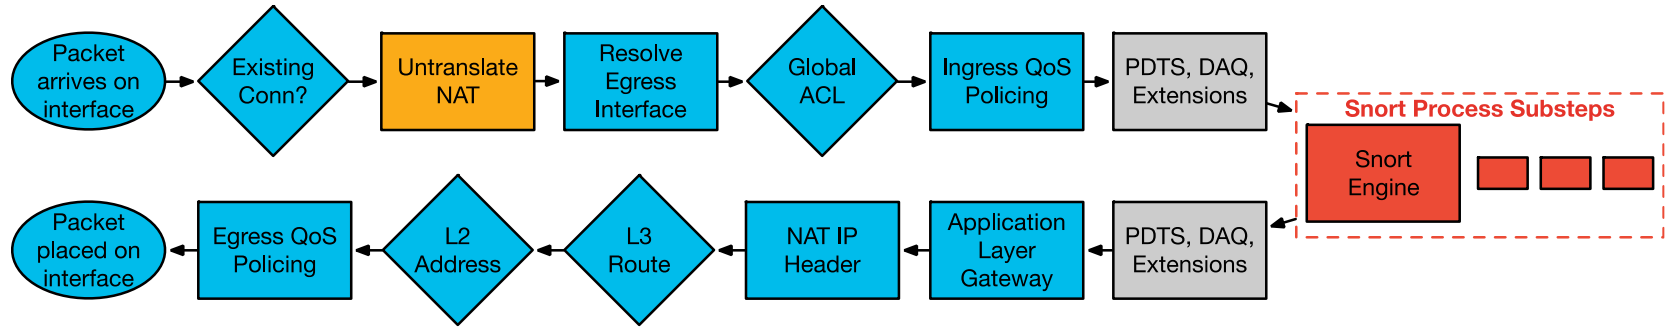 Packet
arrives on
interface
Existing
Conn?
Untranslate
NAT
Resolve
Egress
Interface
Global
ACL
Ingress QoS
Policing
PDTS, DAQ,
Extensions
Snort Process Substeps
Snort
Engine
Packet
placed on
interface
Egress QoS
Policing
L2
Address
L3
Route
NAT IP
Header
Application
Layer
Gateway
PDTS, DAQ,
Extensions